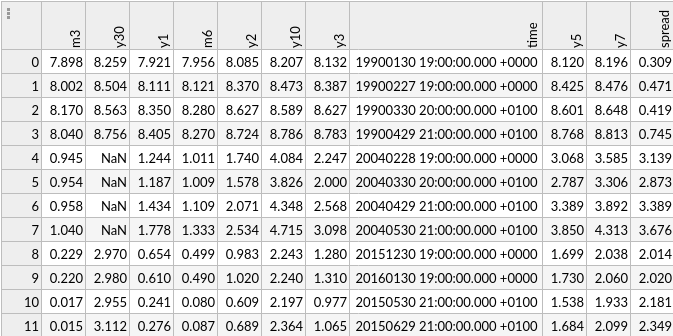 m3 y30 y1 m6 y2 y10 y3 time y5 y7 spread
0 7.898 8.259 7.921 7.956 8.085 8.207 8.132 19900130 19:00:00.000 +0000 8.120 8.196 0.309
1 8.002 8.504 8.111 8.121 8.370 8.473 8.387 19900227 19:00:00.000 +0000 8.425 8.476 0.471
2 8.170 8.563 8.350 8.280 8.627 8.589 8.627 19900330 20:00:00.000 +0100 8.601 8.648 0.419
3 8.040 8.756 8.405 8.270 8.724 8.786 8.783 19900429 21:00:00.000 +0100 8.768 8.813 0.745
4 0.945 NaN 1.244 1.011 1.740 4.084 2.247 20040228 19:00:00.000 +0000 3.068 3.585 3.139
5 0.954 NaN 1.187 1.009 1.578 3.826 2.000 20040330 20:00:00.000 +0100 2.787 3.306 2.873
6 0.958 NaN 1.434 1.109 2.071 4.348 2.568 20040429 21:00:00.000 +0100 3.389 3.892 3.389
7 1.040 NaN 1.778 1.333 2.534 4.715 3.098 20040530 21:00:00.000 +0100 3.850 4.313 3.676
8 0.229 2.970 0.654 0.499 0.983 2.243 1.280 20151230 19:00:00.000 +0000 1.699 2.038 2.014
9 0.220 2.980 0.610 0.490 1.020 2.240 1.310 20160130 19:00:00.000 +0000 1.730 2.060 2.020
10 0.017 2.955 0.241 0.080 0.609 2.197 0.977 20150530 21:00:00.000 +0100 1.538 1.933 2.181
11 0.015 3.112 0.276 0.087 0.689 2.364 1.065 20150629 21:00:00.000 +0100 1.684 2.099 2.349